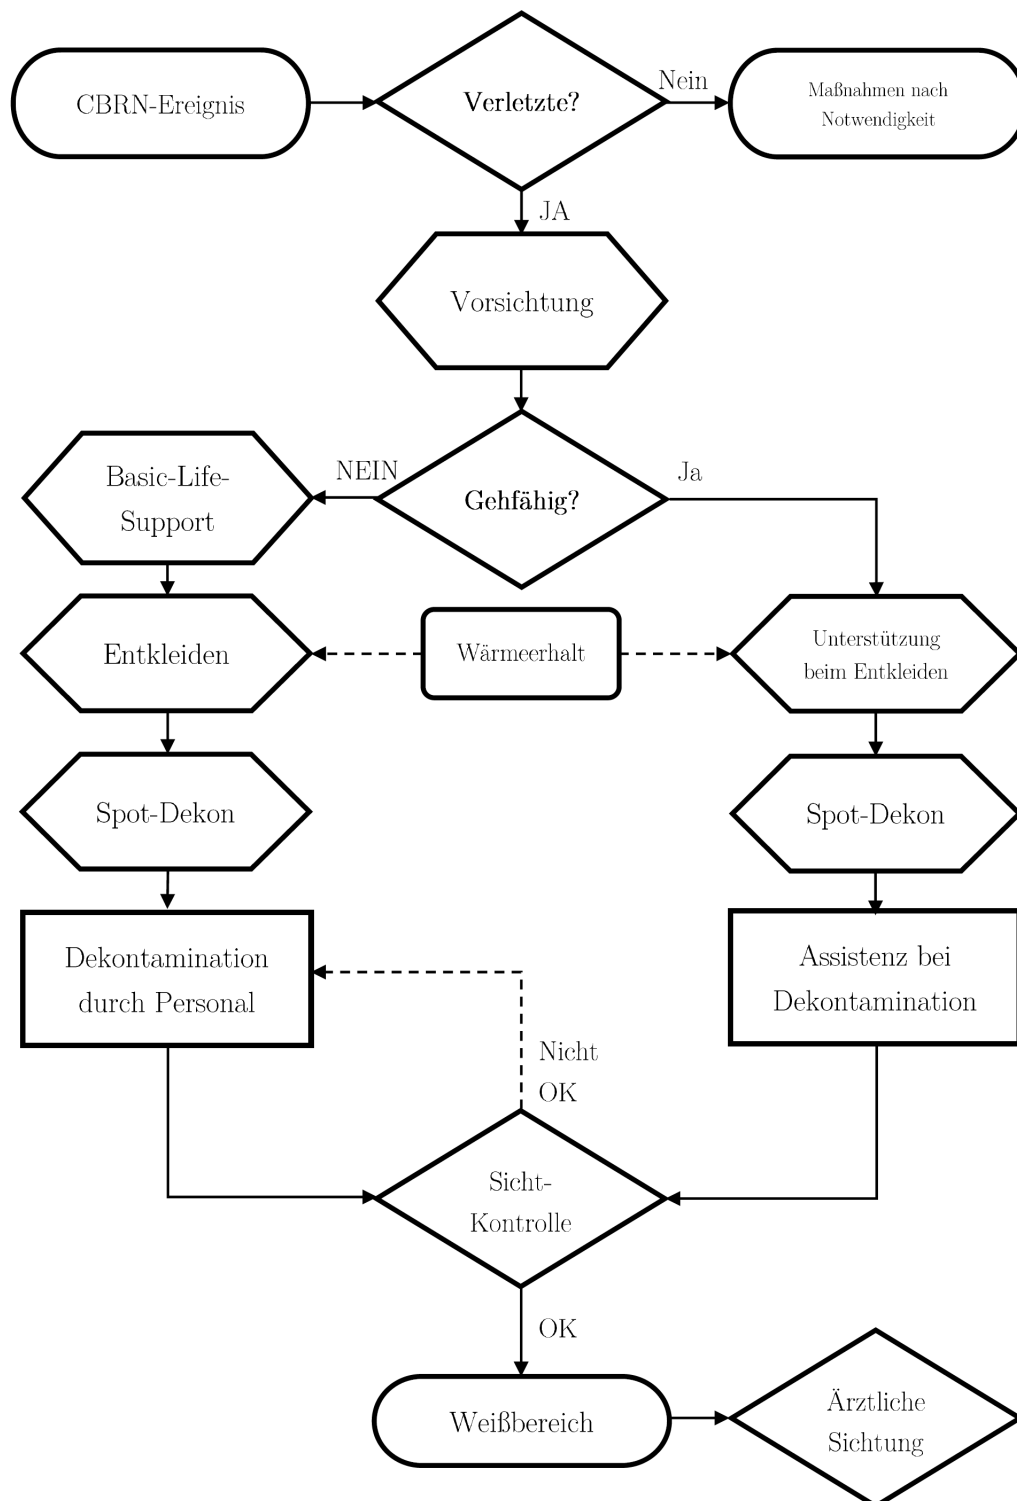 CBRN-Ereignis
Verletzte?
Nein
Maßnahmen nach
Notwendigkeit
JA
Vorsichtung
Basic-Life-
Support
NEIN
Gehfähig?
Ja
Entkleiden
Wärmeerhalt
Unterstützung
beim Entkleiden
Spot-Dekon
Spot-Dekon
Dekontamination
durch Personal
Assistenz bei
Dekontamination
Nicht
OK
Sicht-
Kontrolle
OK
Weißbereich
Ärztliche
Sichtung